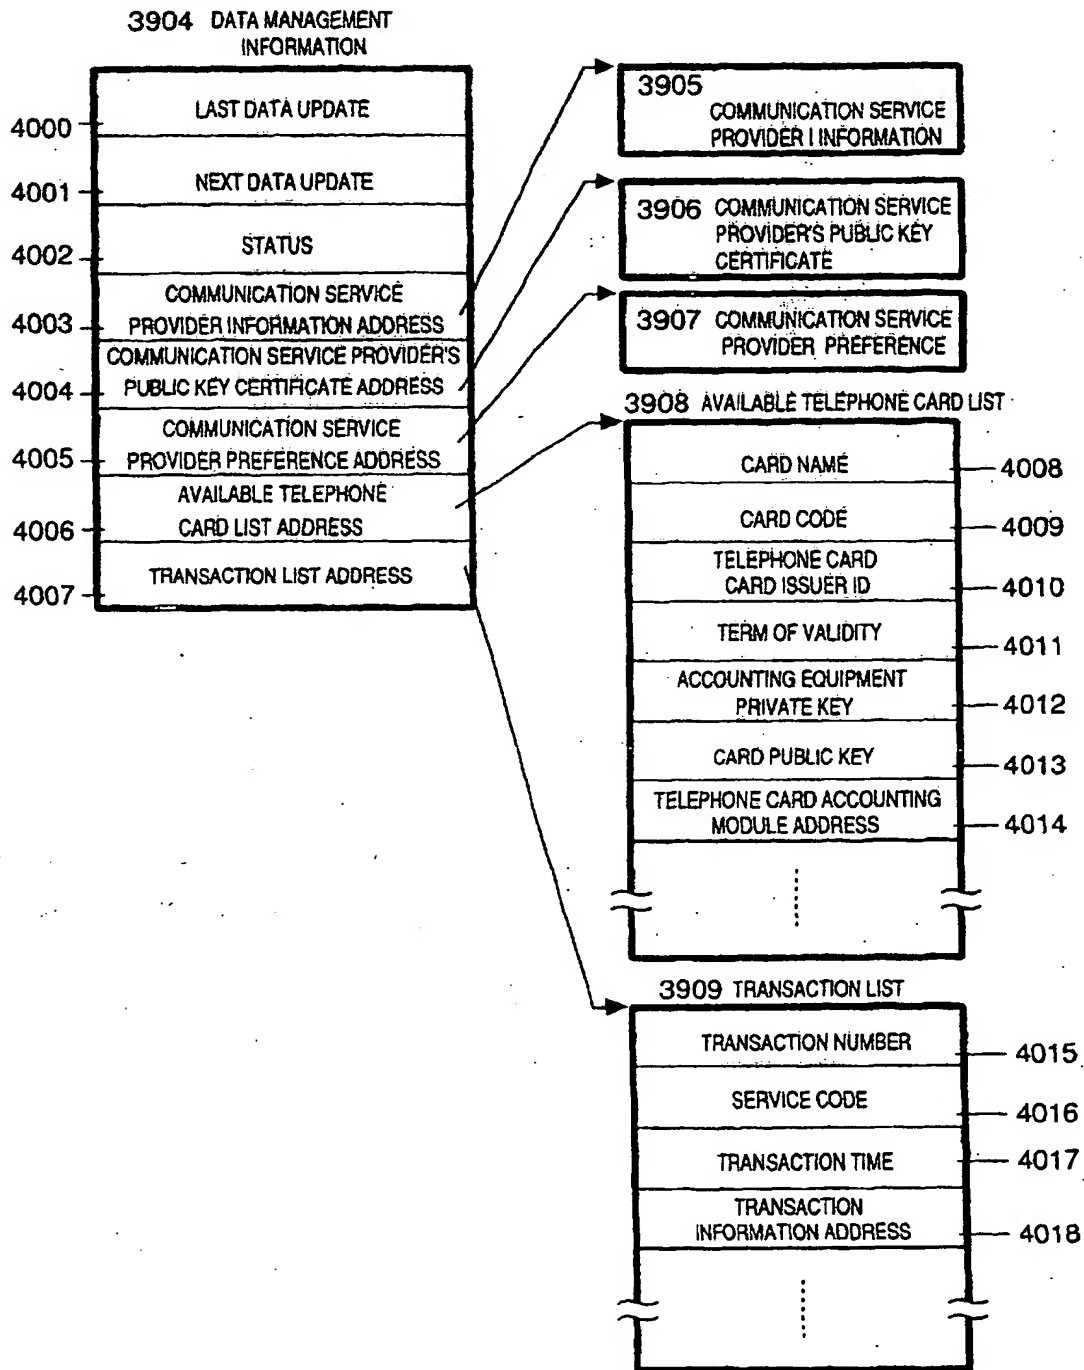 3904 DATA MANAGEMENT
INFORMATION
LAST DATA UPDATE
4000
NEXT DATA UPDATE
4001
STATUS
4002
COMMUNICATION SERVICE
PROVIDER INFORMATION ADDRESS
4003
COMMUNICATION SERVICE PROVIDER'S
PUBLIC KEY CERTIFICATE ADDRESS
4004
COMMUNICATION SERVICE
PROVIDER PREFERENCE ADDRESS
4005
AVAILABLE TELEPHONE
CARD LIST ADDRESS
4006
TRANSACTION LIST ADDRESS
4007
3905
COMMUNICATION SERVICE
PROVIDER I INFORMATION
3906 COMMUNICATION SERVICE
PROVIDER'S PUBLIC KEY
CERTIFICATE
3907 COMMUNICATION SERVICE
PROVIDER PREFERENCE
3908 AVAILABLE TELEPHONE CARD LIST
CARD NAME
4008
CARD CODE
4009
TELEPHONE CARD
CARD ISSUER ID
4010
TERM OF VALIDITY
4011
ACCOUNTING EQUIPMENT
PRIVATE KEY
4012
CARD PUBLIC KEY
4013
TELEPHONE CARD ACCOUNTING
MODULE ADDRESS
4014
3909 TRANSACTION LIST
TRANSACTION NUMBER
4015
SERVICE CODE
4016
TRANSACTION TIME
4017
TRANSACTION
INFORMATION ADDRESS
4018